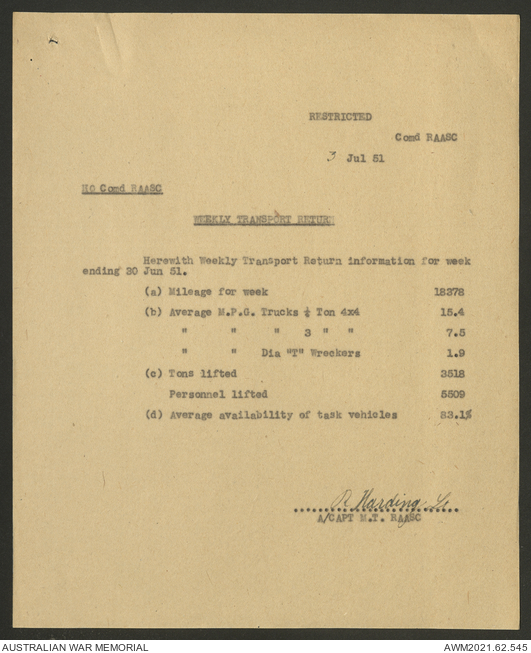 RESTRICTED
Comd RAASC
3 Jul 51
HQ Comd RAASC
WEEKLY TRANSPORT RETURN
Herewith Weekly Transport Return information for week
ending 30 Jun 51.
(a) Mileage for week 18378
(b) Average M.P.G. Trucks Ton 4x4 15.4
" " " 3 " " 7.5
" " Dia "T" Wreckers 1.9
(c) Tons lifted 3518
Personnel lifted 5509
(d) Average availability of task vehicles 83.1%
R Harding
A/CAPT M.T. RAASC
AUSTRALIAN WAR MEMORIAL AWM2021.62.545